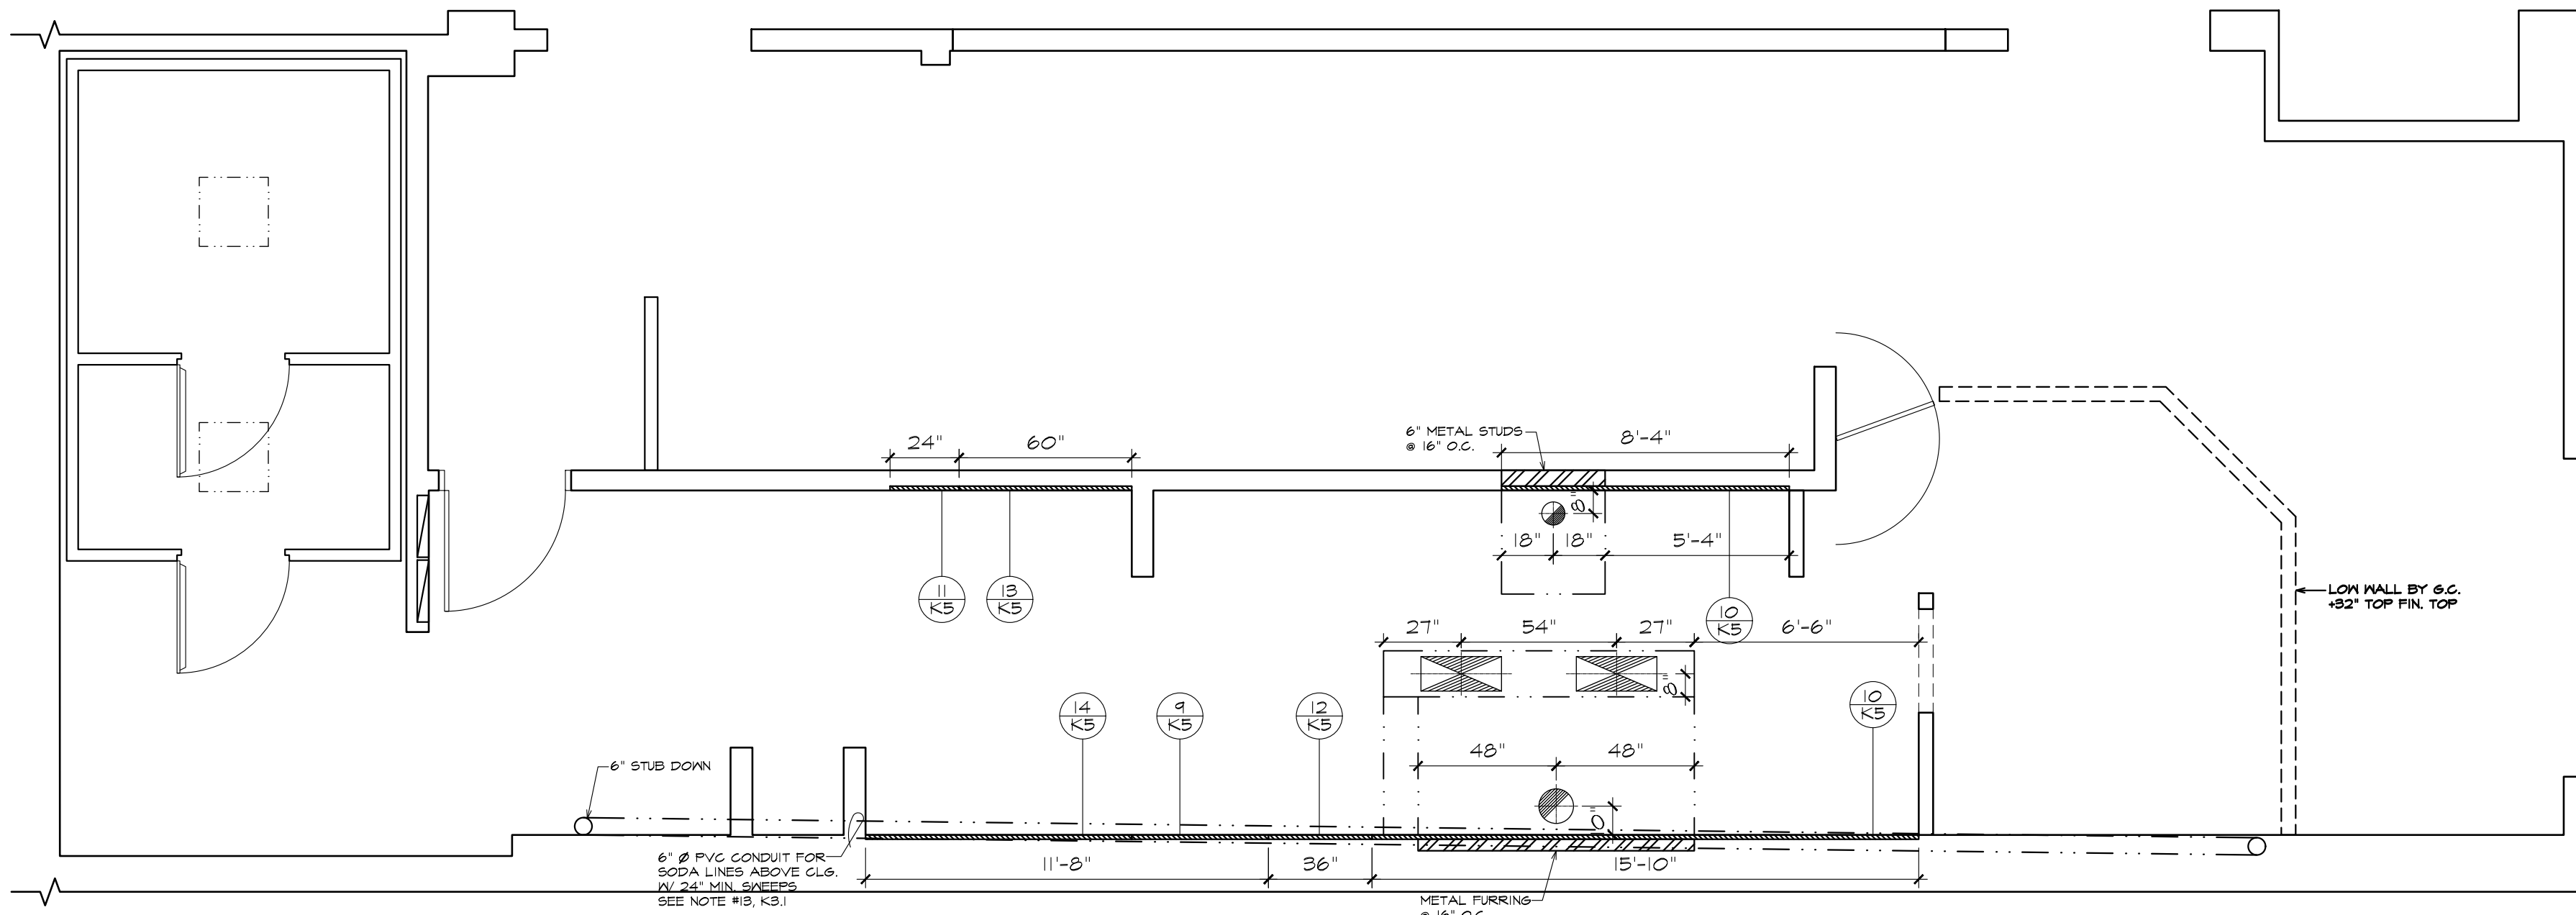 24" 60"
6" METAL STUDS
@ 16" O.C.
8'-4"
8"
18" 18" 5'-4"
11
K5
13
K5
10
K5
LOW WALL BY G.C.
+32" TOP FIN. TOP
27" 54" 27" 6'-6"
8"
14
K5
9
K5
12
K5
10
K5
48" 48"
6" STUB DOWN
6" Ø PVC CONDUIT FOR
SODA LINES ABOVE CLG.
W/ 24" MIN. SWEEPS
SEE NOTE #13, K3.1
11'-8" 36" 15'-10"
METAL FURRING
@ 16" O.C.